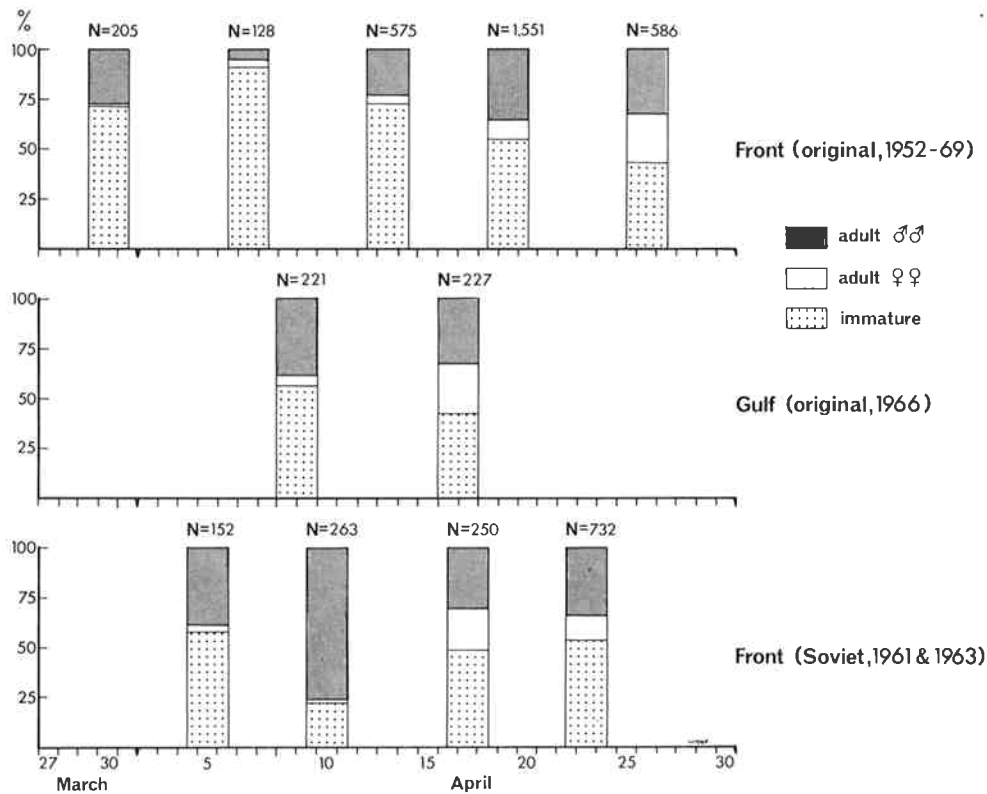 %
N=205 N=128 N=575 N=1,551 N=586
100
75
50
25
Front (original, 1952-69)
adult ♂♂
adult ♀♀
immature
N=221 N=227
100
75
50
25
Gulf (original, 1966)
N=152 N=263 N=250 N=732
100
75
50
25
Front (Soviet, 1961 & 1963)
27 30 5 10 15 20 25 30
March April